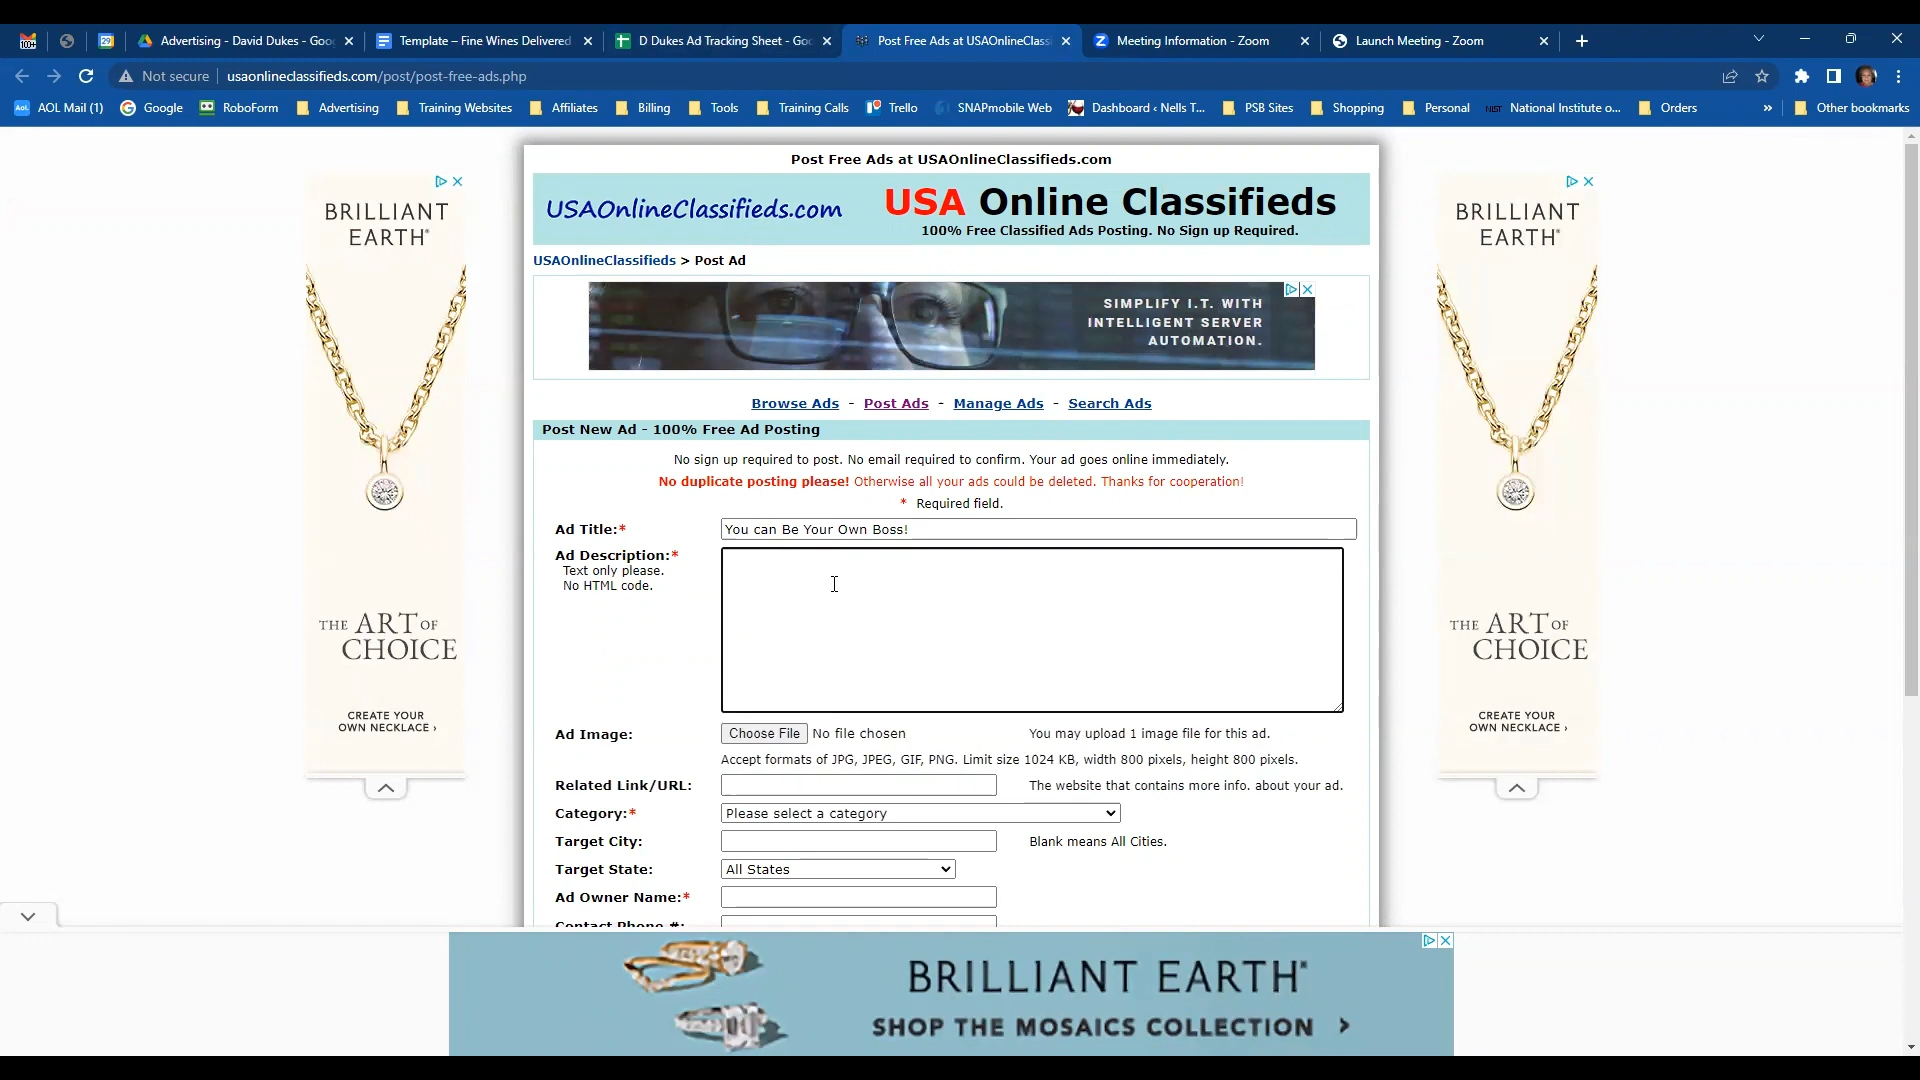 Advertising - David Dukes - Goo
Template – Fine Wines Delivered
D Dukes Ad Tracking Sheet - Goo
Post Free Ads at USAOnlineClassi
Meeting Information - Zoom
Launch Meeting - Zoom
Not secure
usaonlineclassifieds.com/post/post-free-ads.php
AOL Mail (1)
Google
RoboForm
Advertising
Training Websites
Affiliates
Billing
Tools
Training Calls
Trello
SNAPmobile Web
Dashboard ‹ Nells T...
PSB Sites
Shopping
Personal
National Institute o...
Orders
»
Other bookmarks
Post Free Ads at USAOnlineClassifieds.com
USAOnlineClassifieds.com
USA Online Classifieds
100% Free Classified Ads Posting. No Sign up Required.
USAOnlineClassifieds > Post Ad
SIMPLIFY I.T. WITH
INTELLIGENT SERVER
AUTOMATION.
Browse Ads - Post Ads - Manage Ads - Search Ads
Post New Ad - 100% Free Ad Posting
No sign up required to post. No email required to confirm. Your ad goes online immediately.
No duplicate posting please! Otherwise all your ads could be deleted. Thanks for cooperation!
* Required field.
Ad Title:*
You can Be Your Own Boss!
Ad Description:*
Text only please.
No HTML code.
Ad Image:
Choose File No file chosen
You may upload 1 image file for this ad.
Accept formats of JPG, JPEG, GIF, PNG. Limit size 1024 KB, width 800 pixels, height 800 pixels.
Related Link/URL:
The website that contains more info. about your ad.
Category:*
Please select a category
Target City:
Blank means All Cities.
Target State:
All States
Ad Owner Name:*
Contact Phone #:
BRILLIANT
EARTH®
THE ART OF
CHOICE
CREATE YOUR
OWN NECKLACE ›
BRILLIANT
EARTH®
THE ART OF
CHOICE
CREATE YOUR
OWN NECKLACE ›
BRILLIANT EARTH®
SHOP THE MOSAICS COLLECTION >